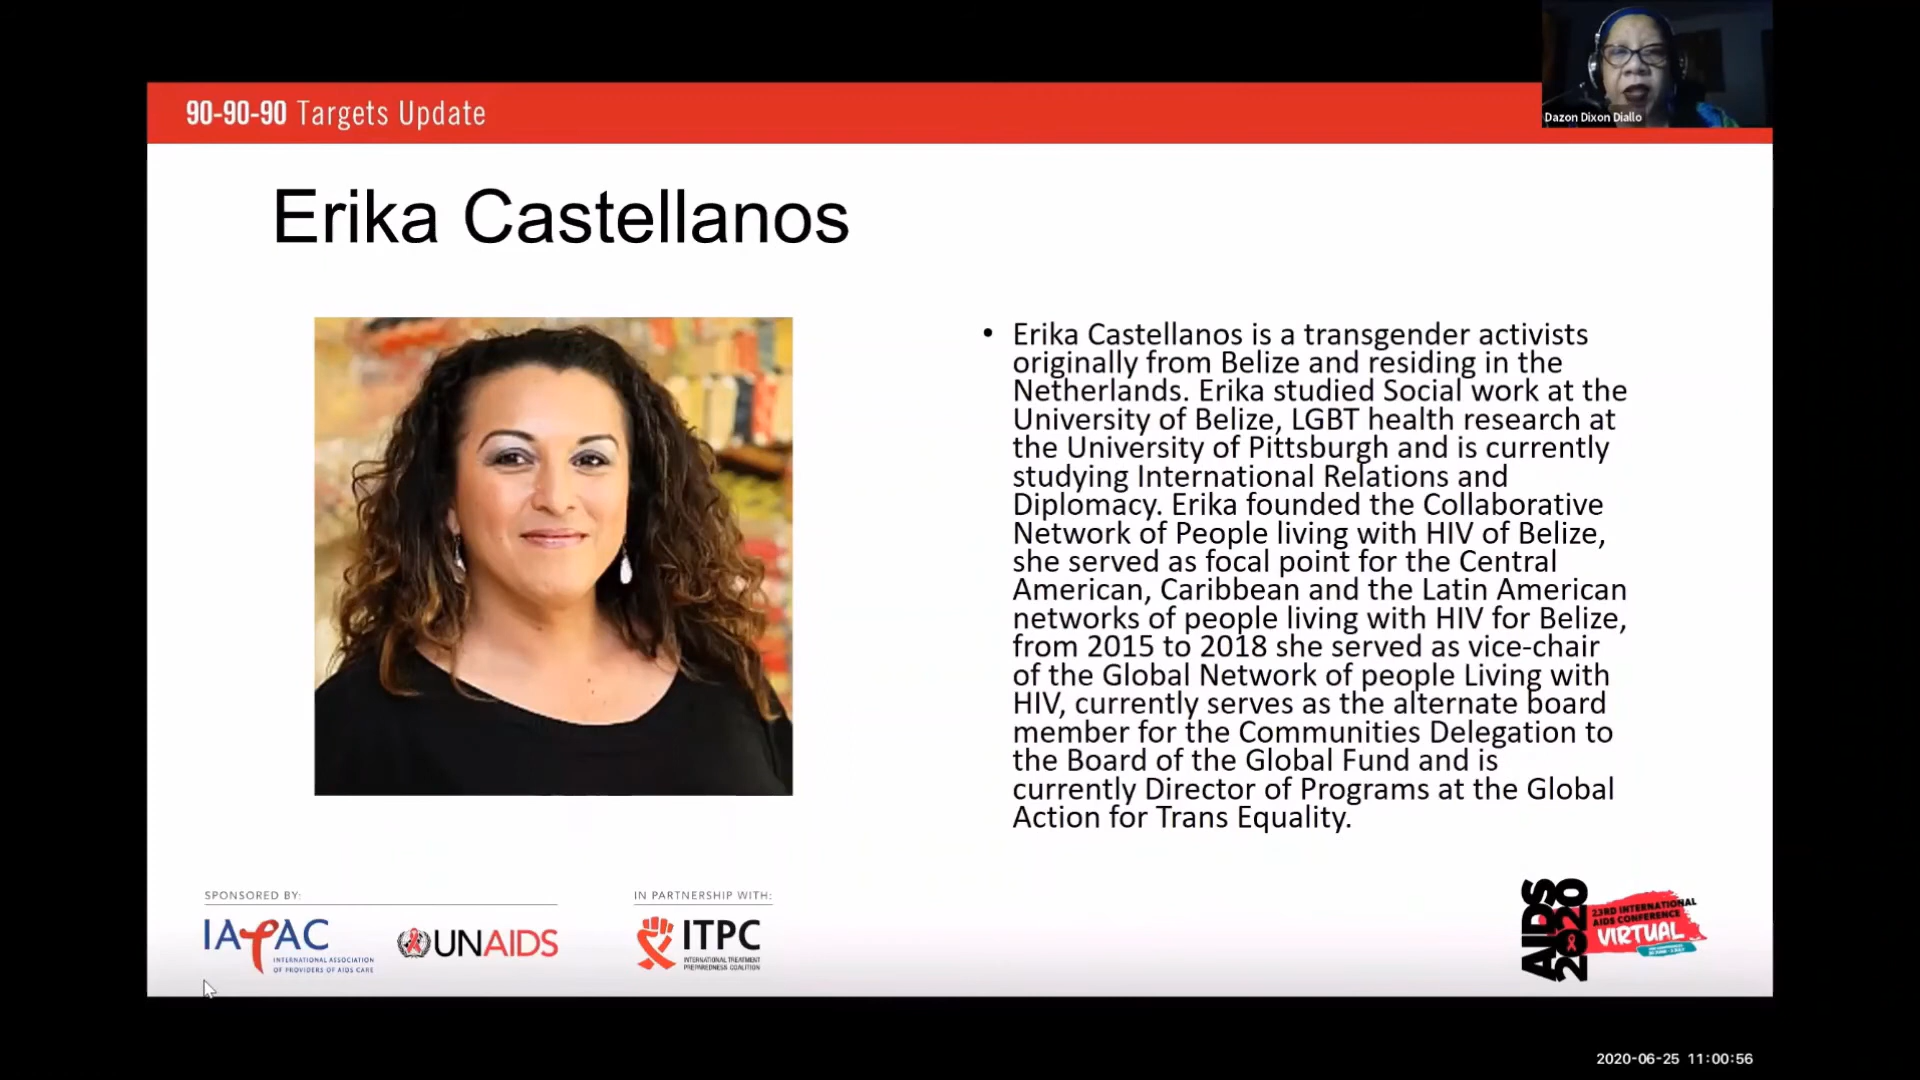 Dazon Dixon Diallo
90-90-90 Targets Update
Erika Castellanos
• Erika Castellanos is a transgender activists
originally from Belize and residing in the
Netherlands. Erika studied Social work at the
University of Belize, LGBT health research at
the University of Pittsburgh and is currently
studying International Relations and
Diplomacy. Erika founded the Collaborative
Network of People living with HIV of Belize,
she served as focal point for the Central
American, Caribbean and the Latin American
networks of people living with HIV for Belize,
from 2015 to 2018 she served as vice-chair
of the Global Network of people Living with
HIV, currently serves as the alternate board
member for the Communities Delegation to
the Board of the Global Fund and is
currently Director of Programs at the Global
Action for Trans Equality.
SPONSORED BY:
IAPAC
INTERNATIONAL ASSOCIATION
OF PROVIDERS OF AIDS CARE
UNAIDS
IN PARTNERSHIP WITH:
ITPC
INTERNATIONAL TREATMENT
PREPAREDNESS COALITION
AIDS
2020
23RD INTERNATIONAL
AIDS CONFERENCE
VIRTUAL
2020-06-25 11:00:56